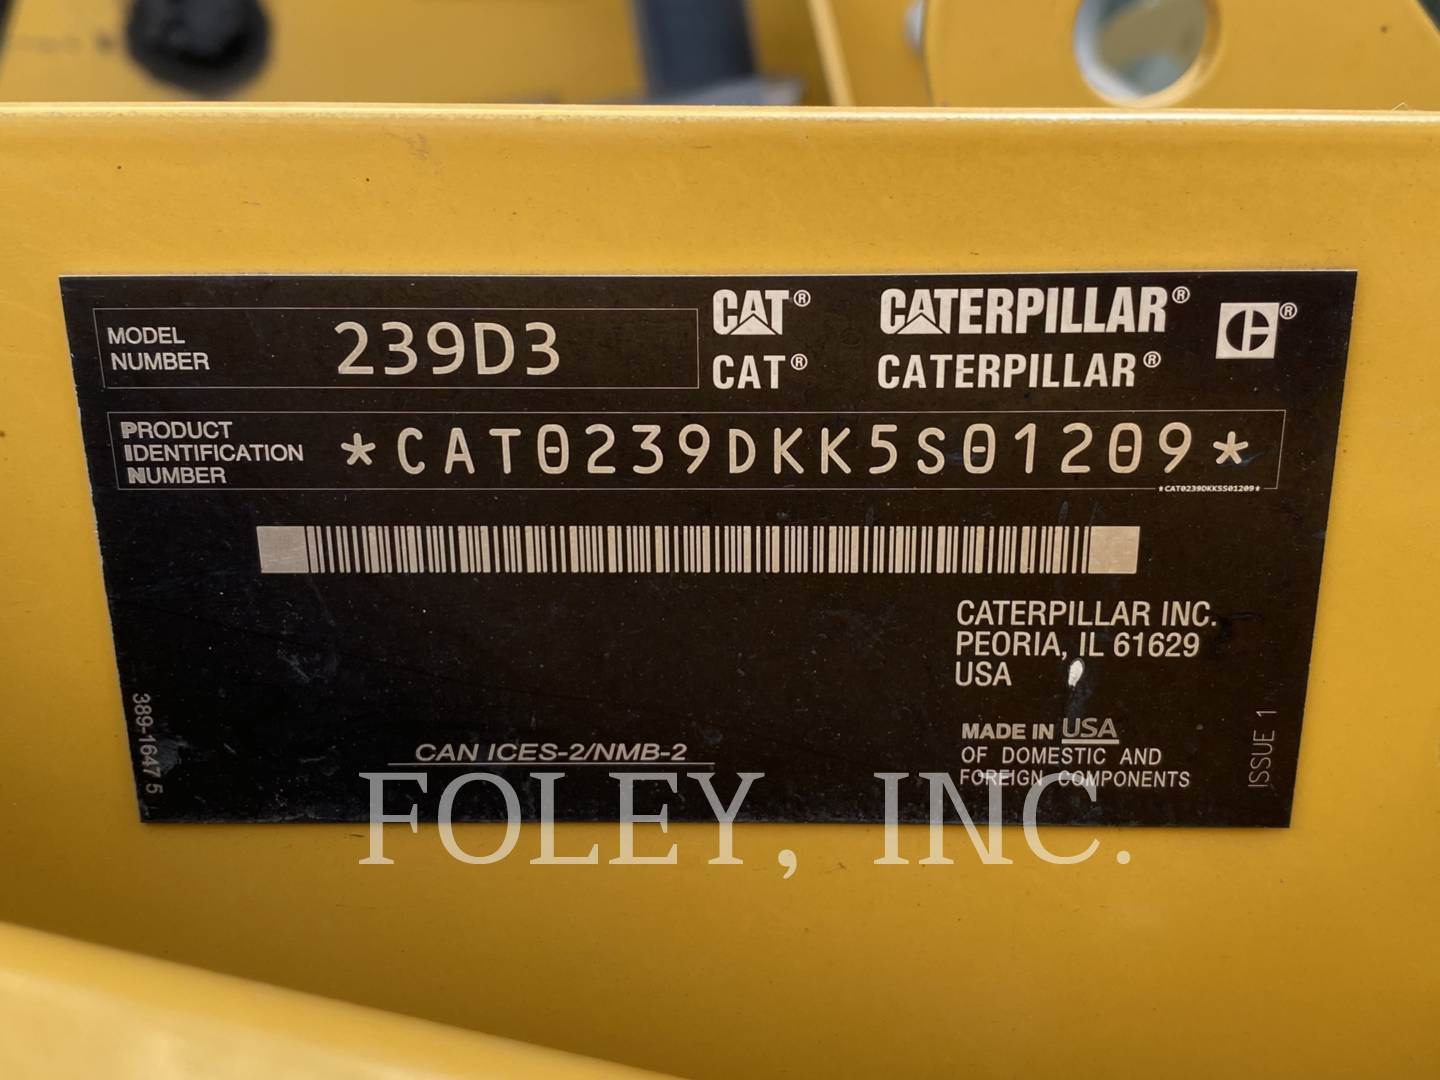 MODEL
NUMBER
239D3
CAT® CATERPILLAR® ®
CAT® CATERPILLAR®
PRODUCT
IDENTIFICATION
NUMBER
*CAT0239DKK5S01209*
*CAT0239DKK5S01209*
CATERPILLAR INC.
PEORIA, IL 61629
USA
MADE IN USA
OF DOMESTIC AND
FOREIGN COMPONENTS
CAN ICES-2/NMB-2
389-1647 5
ISSUE 1
FOLEY, INC.